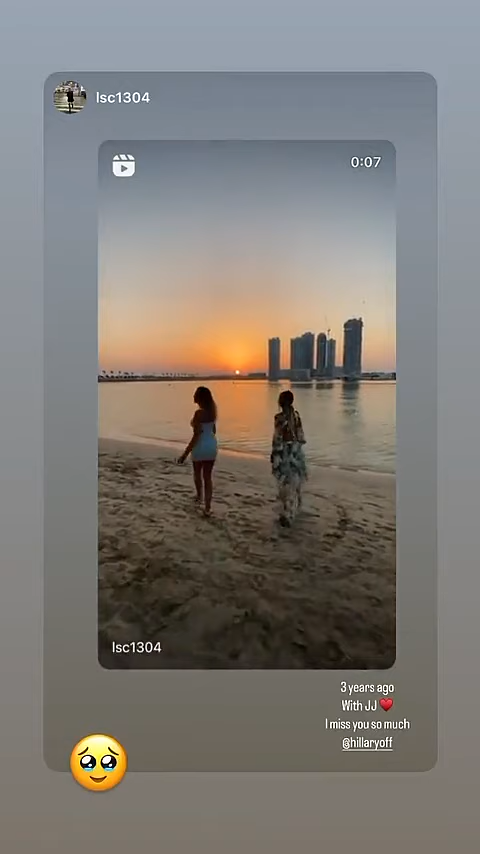 lsc1304
0:07
lsc1304
3 years ago
With JJ ❤️
I miss you so much
@hillaryoff